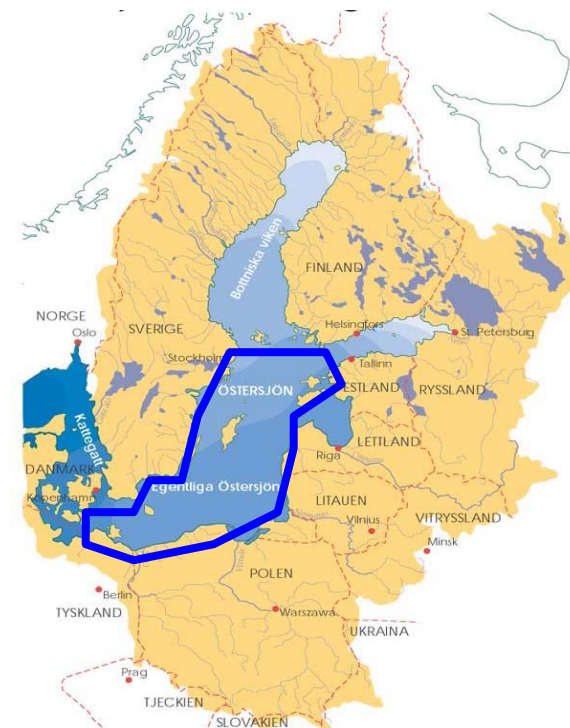 Bottniska viken
FINLAND
NORGE
Oslo
SVERIGE
Helsingfors
St. Petersburg
Stockholm
Tallinn
ÖSTERSJÖN
ESTLAND
RYSSLAND
Kattegatt
LETTLAND
Riga
DANMARK
Köpenhamn
Egentliga Östersjön
LITAUEN
Vilnius
VITRYSSLAND
Minsk
POLEN
Berlin
TYSKLAND
Warszawa
UKRAINA
Prag
TJECKIEN
SLOVAKIEN